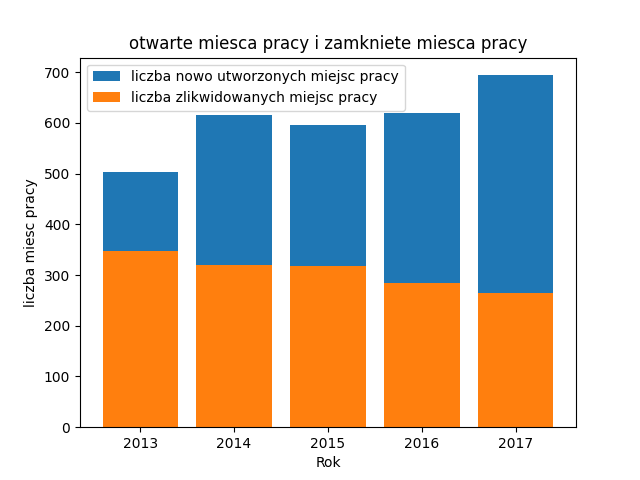 otwarte miesca pracy i zamkniete miesca pracy
liczba nowo utworzonych miejsc pracy
liczba zlikwidowanych miejsc pracy
700
600
500
400
300
200
100
0
liczba miesc pracy
2013 2014 2015 2016 2017
Rok